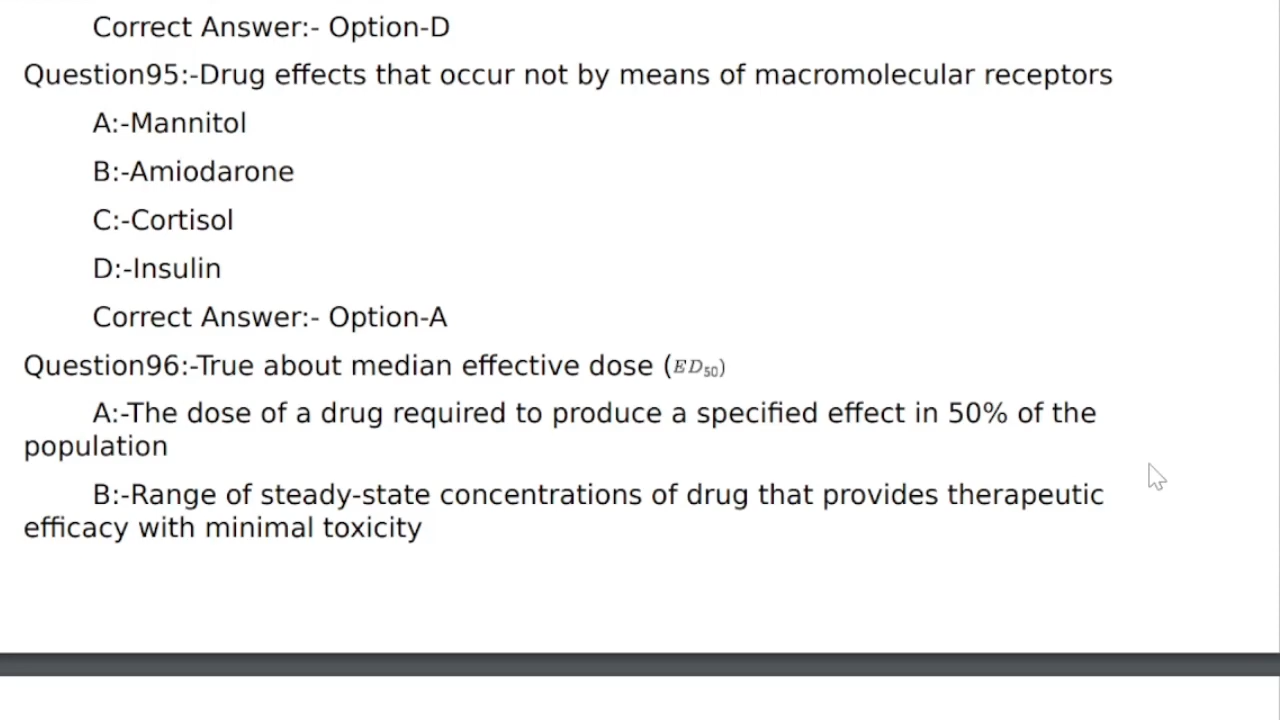 Correct Answer:- Option-D
Question95:-Drug effects that occur not by means of macromolecular receptors
A:-Mannitol
B:-Amiodarone
C:-Cortisol
D:-Insulin
Correct Answer:- Option-A
Question96:-True about median effective dose (ED₅₀)
A:-The dose of a drug required to produce a specified effect in 50% of the
population
B:-Range of steady-state concentrations of drug that provides therapeutic
efficacy with minimal toxicity